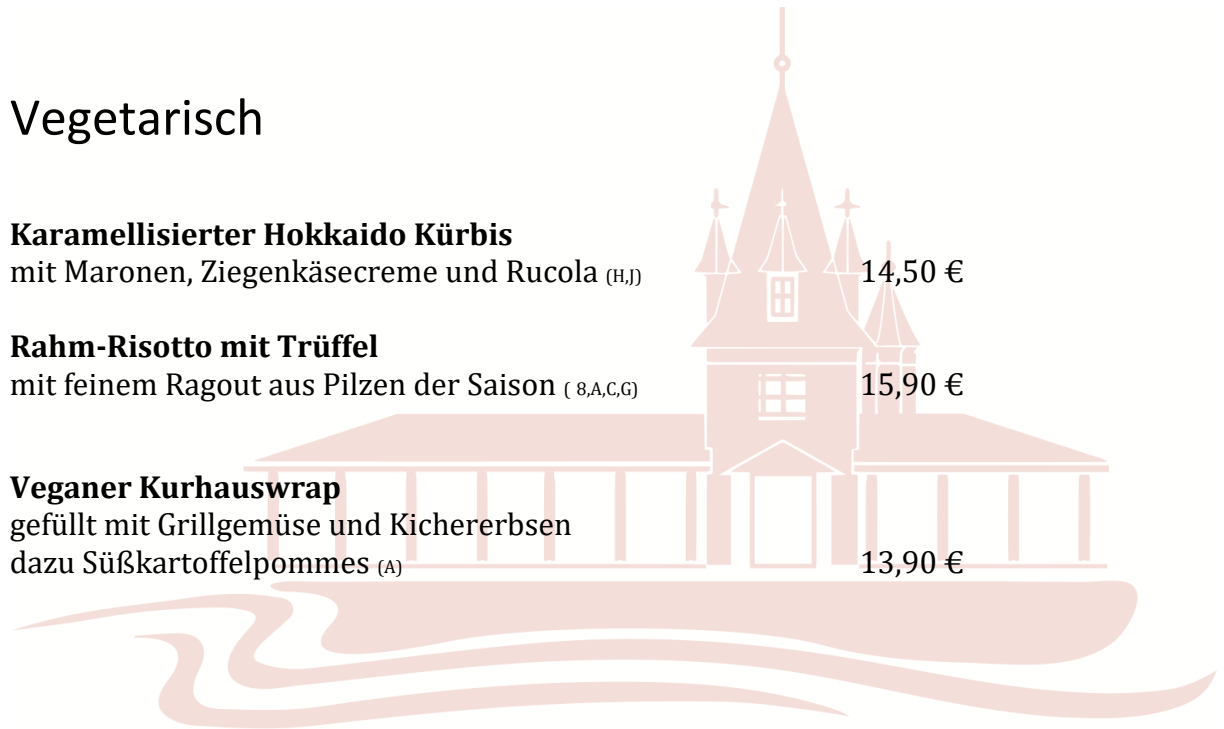 Vegetarisch
Karamellisierter Hokkaido Kürbis
mit Maronen, Ziegenkäsecreme und Rucola (H,J) 14,50 €
Rahm-Risotto mit Trüffel
mit feinem Ragout aus Pilzen der Saison ( 8,A,C,G) 15,90 €
Veganer Kurhauswrap
gefüllt mit Grillgemüse und Kichererbsen
dazu Süßkartoffelpommes (A) 13,90 €